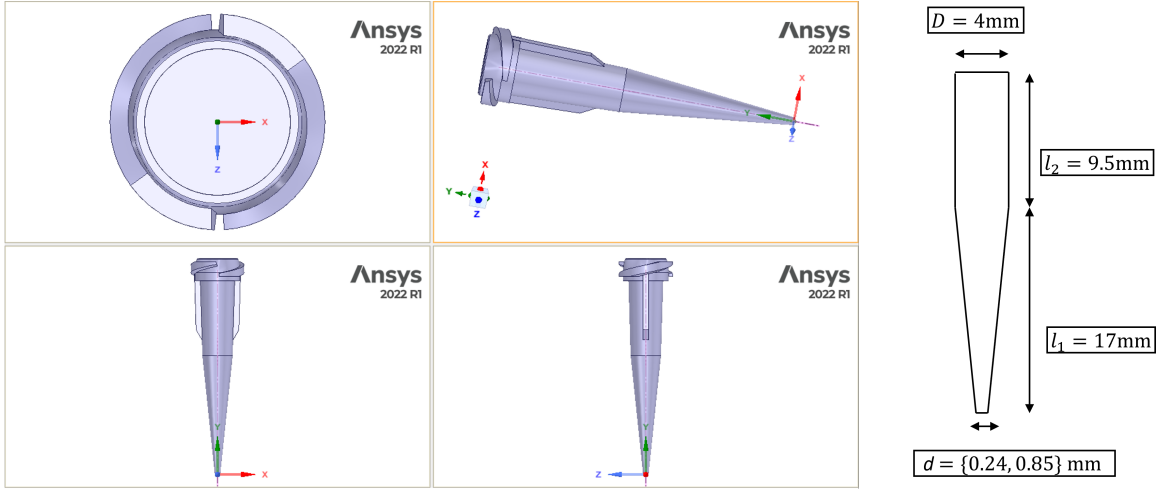 Ansys
2022 R1
X
Z
Ansys
2022 R1
X
Y
Z
X
Y
Z
Ansys
2022 R1
Y
X
Ansys
2022 R1
Y
Z
D = 4mm
l₂ = 9.5mm
l₁ = 17mm
d = {0.24, 0.85} mm